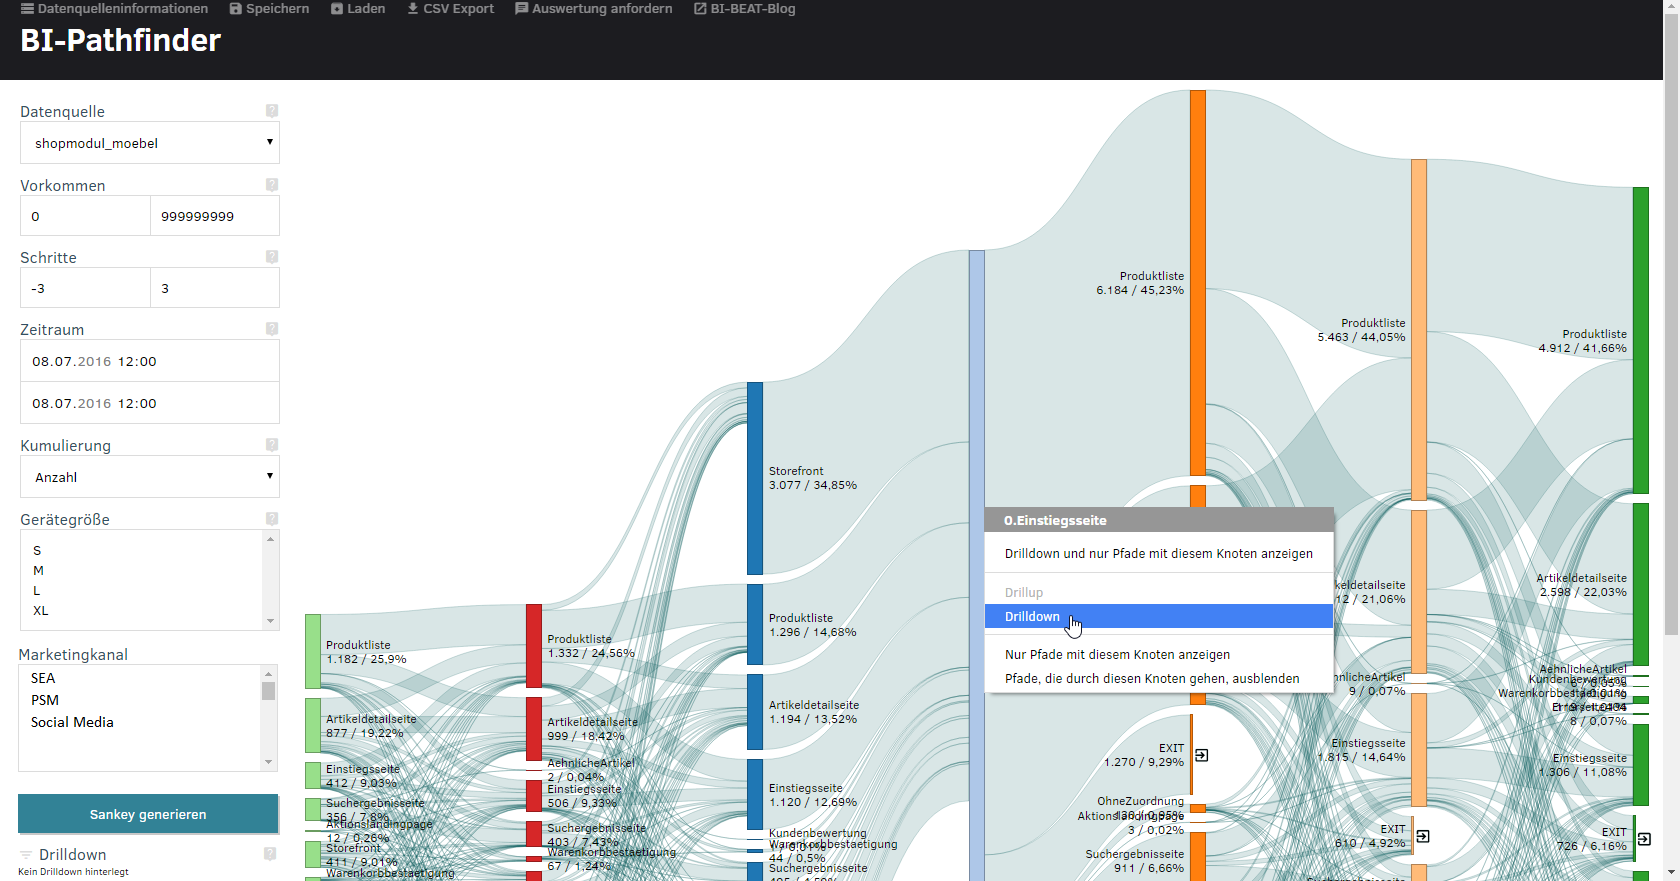 Datenquelleninformationen
Speichern
Laden
CSV Export
Auswertung anfordern
BI-BEAT-Blog
BI-Pathfinder
Datenquelle
?
shopmodul_moebel
Vorkommen
?
0
999999999
Schritte
?
-3
3
Zeitraum
?
08.07.2016 12:00
08.07.2016 12:00
Kumulierung
?
Anzahl
Gerätegröße
?
S
M
L
XL
Marketingkanal
SEA
PSM
Social Media
Sankey generieren
Drilldown
?
Kein Drilldown hinterlegt
Produktliste
1.182 / 25,9%
Artikeldetailseite
877 / 19,22%
Einstiegsseite
412 / 9,03%
Suchergebnisseite
356 / 7,8%
Aktionslandingpage
12 / 0,26%
Storefront
411 / 9,01%
Warenkorbbestaetigung
Produktliste
1.332 / 24,56%
Artikeldetailseite
999 / 18,42%
AehnlicheArtikel
2 / 0,04%
Einstiegsseite
506 / 9,33%
Suchergebnisseite
403 / 7,43%
Warenkorbbestaetigung
67 / 1,24%
Storefront
3.077 / 34,85%
Produktliste
1.296 / 14,68%
Artikeldetailseite
1.194 / 13,52%
Einstiegsseite
1.120 / 12,69%
Kundenbewertung
Warenkorbbestaetigung
44 / 0,5%
Suchergebnisseite
0.Einstiegsseite
Drilldown und nur Pfade mit diesem Knoten anzeigen
Drillup
Drilldown
Nur Pfade mit diesem Knoten anzeigen
Pfade, die durch diesen Knoten gehen, ausblenden
Produktliste
6.184 / 45,23%
EXIT
1.270 / 9,29%
OhneZuordnung
Aktionslandingpage
3 / 0,02%
Suchergebnisseite
911 / 6,66%
Produktliste
5.463 / 44,05%
keldetailseite
12 / 21,06%
hnlicheArtikel
9 / 0,07%
Einstiegsseite
1.815 / 14,64%
EXIT
610 / 4,92%
Produktliste
4.912 / 41,66%
Artikeldetailseite
2.598 / 22,03%
AehnlicheArtikel
Kundenbewertung
Warenkorbbestaetigung
8 / 0,07%
Einstiegsseite
1.306 / 11,08%
EXIT
726 / 6,16%